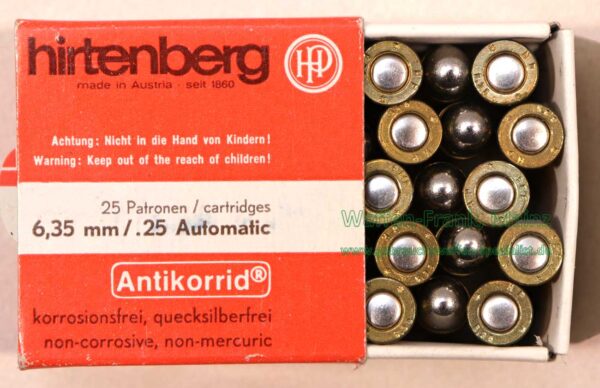 hirtenberg
HP
made in Austria · seit 1860
Achtung: Nicht in die Hand von Kindern!
Warning: Keep out of the reach of children!
25 Patronen / cartridges
6,35 mm/.25 Automatic
Antikorrid®
korrosionsfrei, quecksilberfrei
non-corrosive, non-mercuric